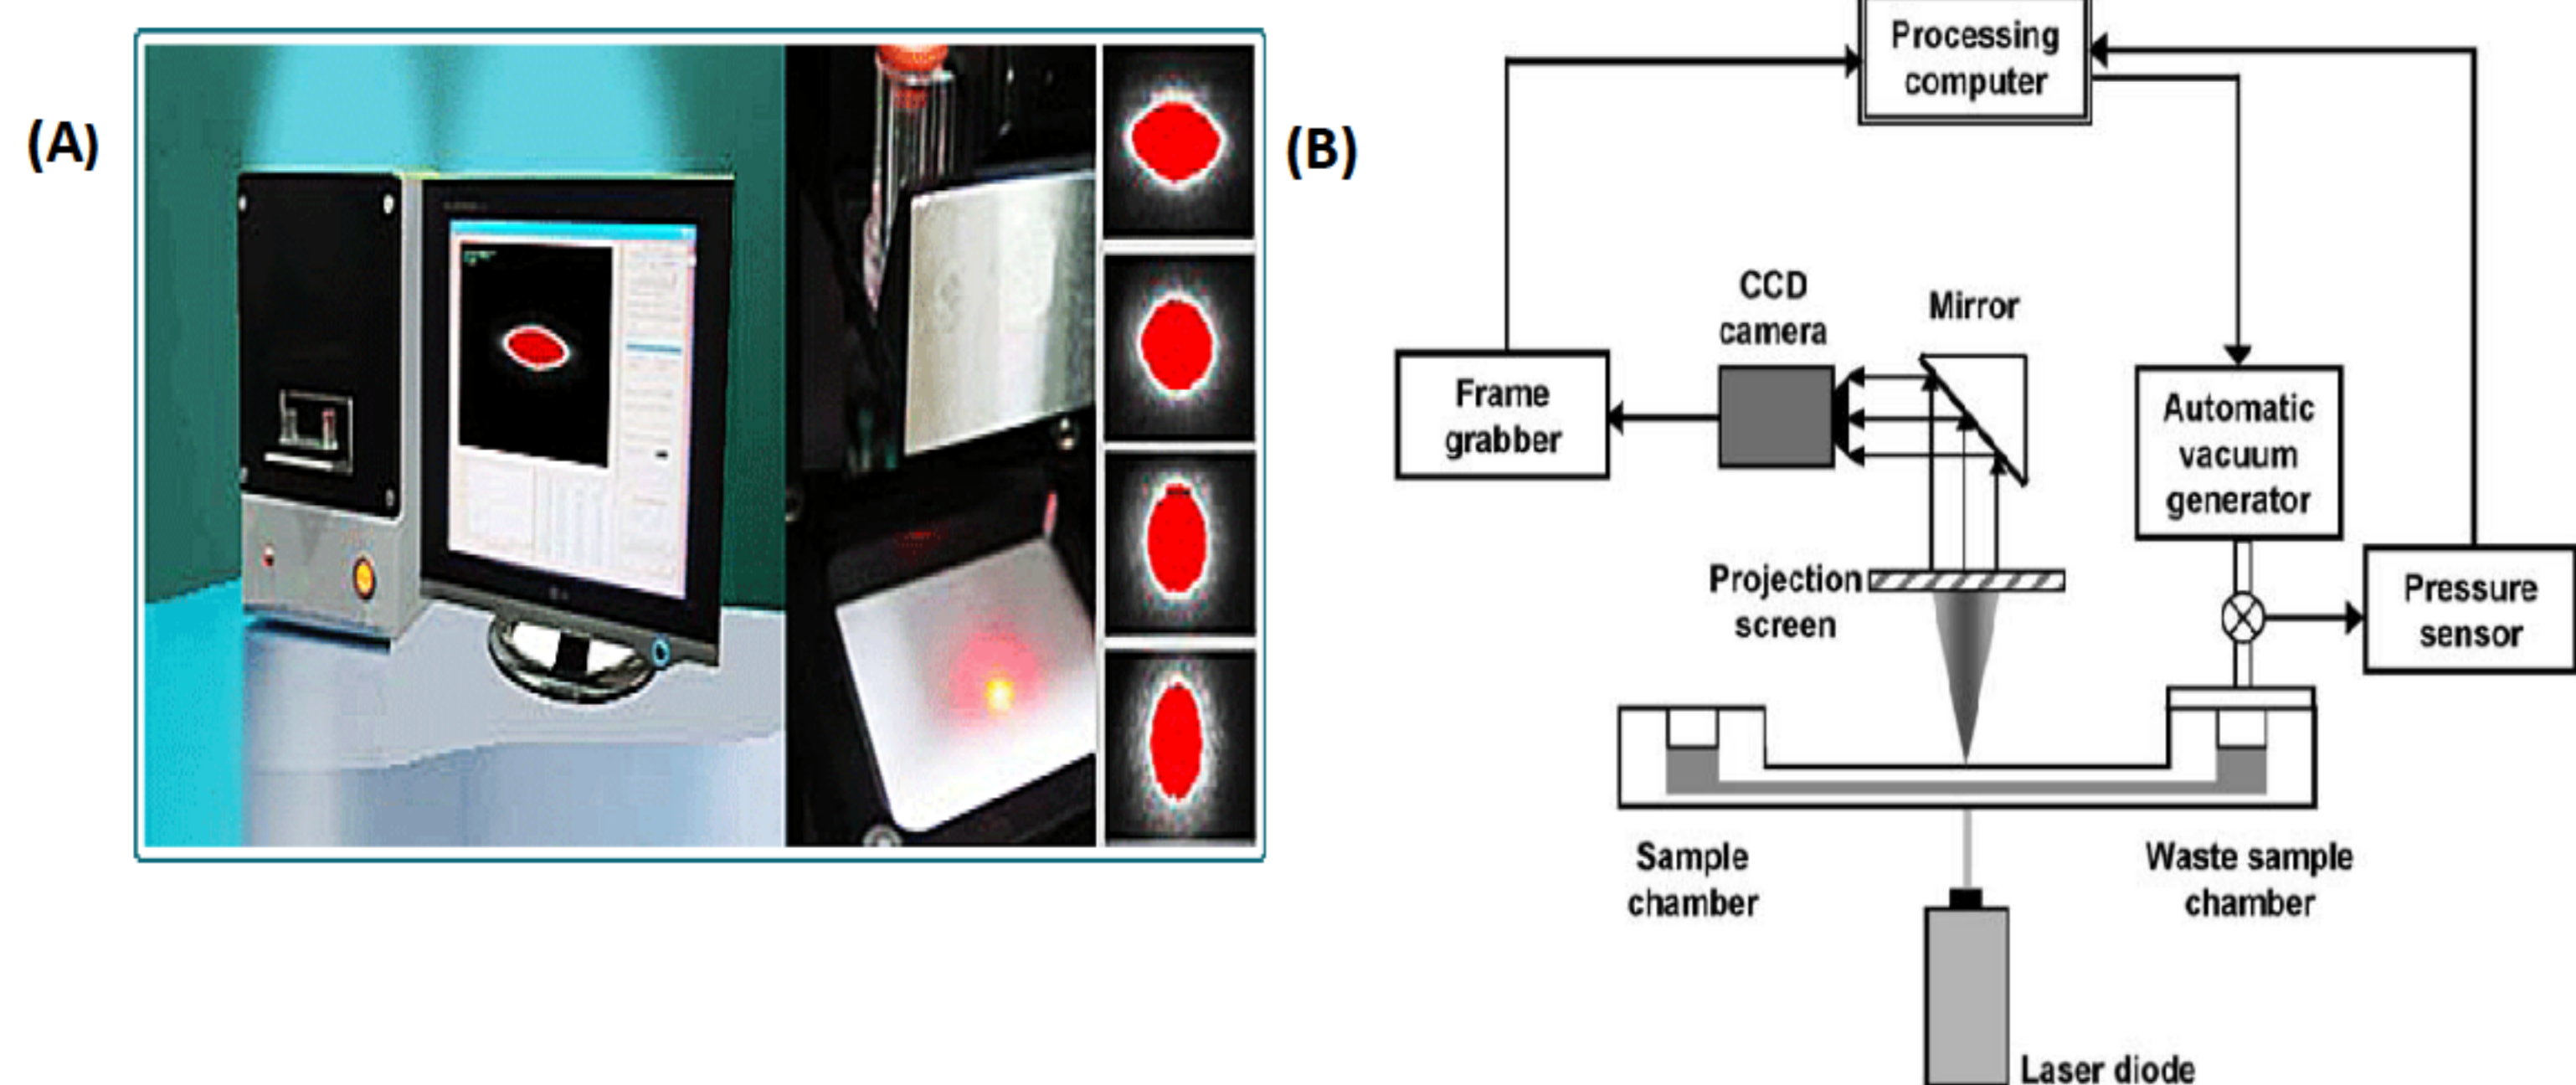 (A)
(B)
Processing
computer
CCD
camera
Mirror
Frame
grabber
Automatic
vacuum
generator
Projection
screen
Pressure
sensor
Sample
chamber
Waste sample
chamber
Laser diode